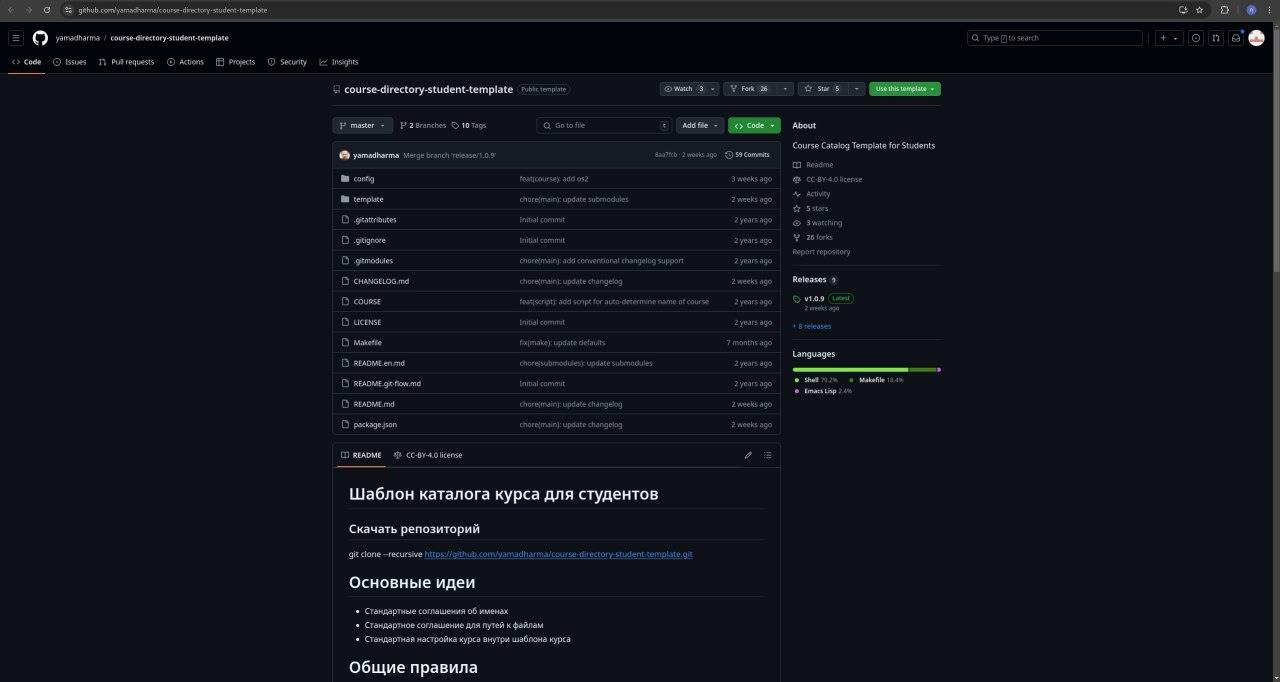 github.com/yamadharma/course-directory-student-template
yamadharma / course-directory-student-template
Type / to search
Code Issues Pull requests Actions Projects Security Insights
course-directory-student-template Public template
Watch 3 Fork 26 Star 5 Use this template
master 2 Branches 10 Tags Go to file t Add file Code
yamadharma Merge branch 'release/1.0.9' 8aa7fcb · 2 weeks ago 59 Commits
config feat(course): add os2 3 weeks ago
template chore(main): update submodules 2 weeks ago
.gitattributes Initial commit 2 years ago
.gitignore Initial commit 2 years ago
.gitmodules chore(main): add conventional changelog support 2 years ago
CHANGELOG.md chore(main): update changelog 2 weeks ago
COURSE feat(script): add script for auto-determine name of course 2 years ago
LICENSE Initial commit 2 years ago
Makefile fix(make): update defaults 7 months ago
README.en.md chore(submodules): update submodules 2 years ago
README.git-flow.md Initial commit 2 years ago
README.md chore(main): update changelog 2 weeks ago
package.json chore(main): update changelog 2 weeks ago
README CC-BY-4.0 license
Шаблон каталога курса для студентов
Скачать репозиторий
git clone --recursive https://github.com/yamadharma/course-directory-student-template.git
Основные идеи
Стандартные соглашения об именах
Стандартное соглашение для путей к файлам
Стандартная настройка курса внутри шаблона курса
Общие правила
About
Course Catalog Template for Students
Readme
CC-BY-4.0 license
Activity
5 stars
3 watching
26 forks
Report repository
Releases 9
v1.0.9 Latest
2 weeks ago
+ 8 releases
Languages
Shell 79.2% Makefile 18.4%
Emacs Lisp 2.4%